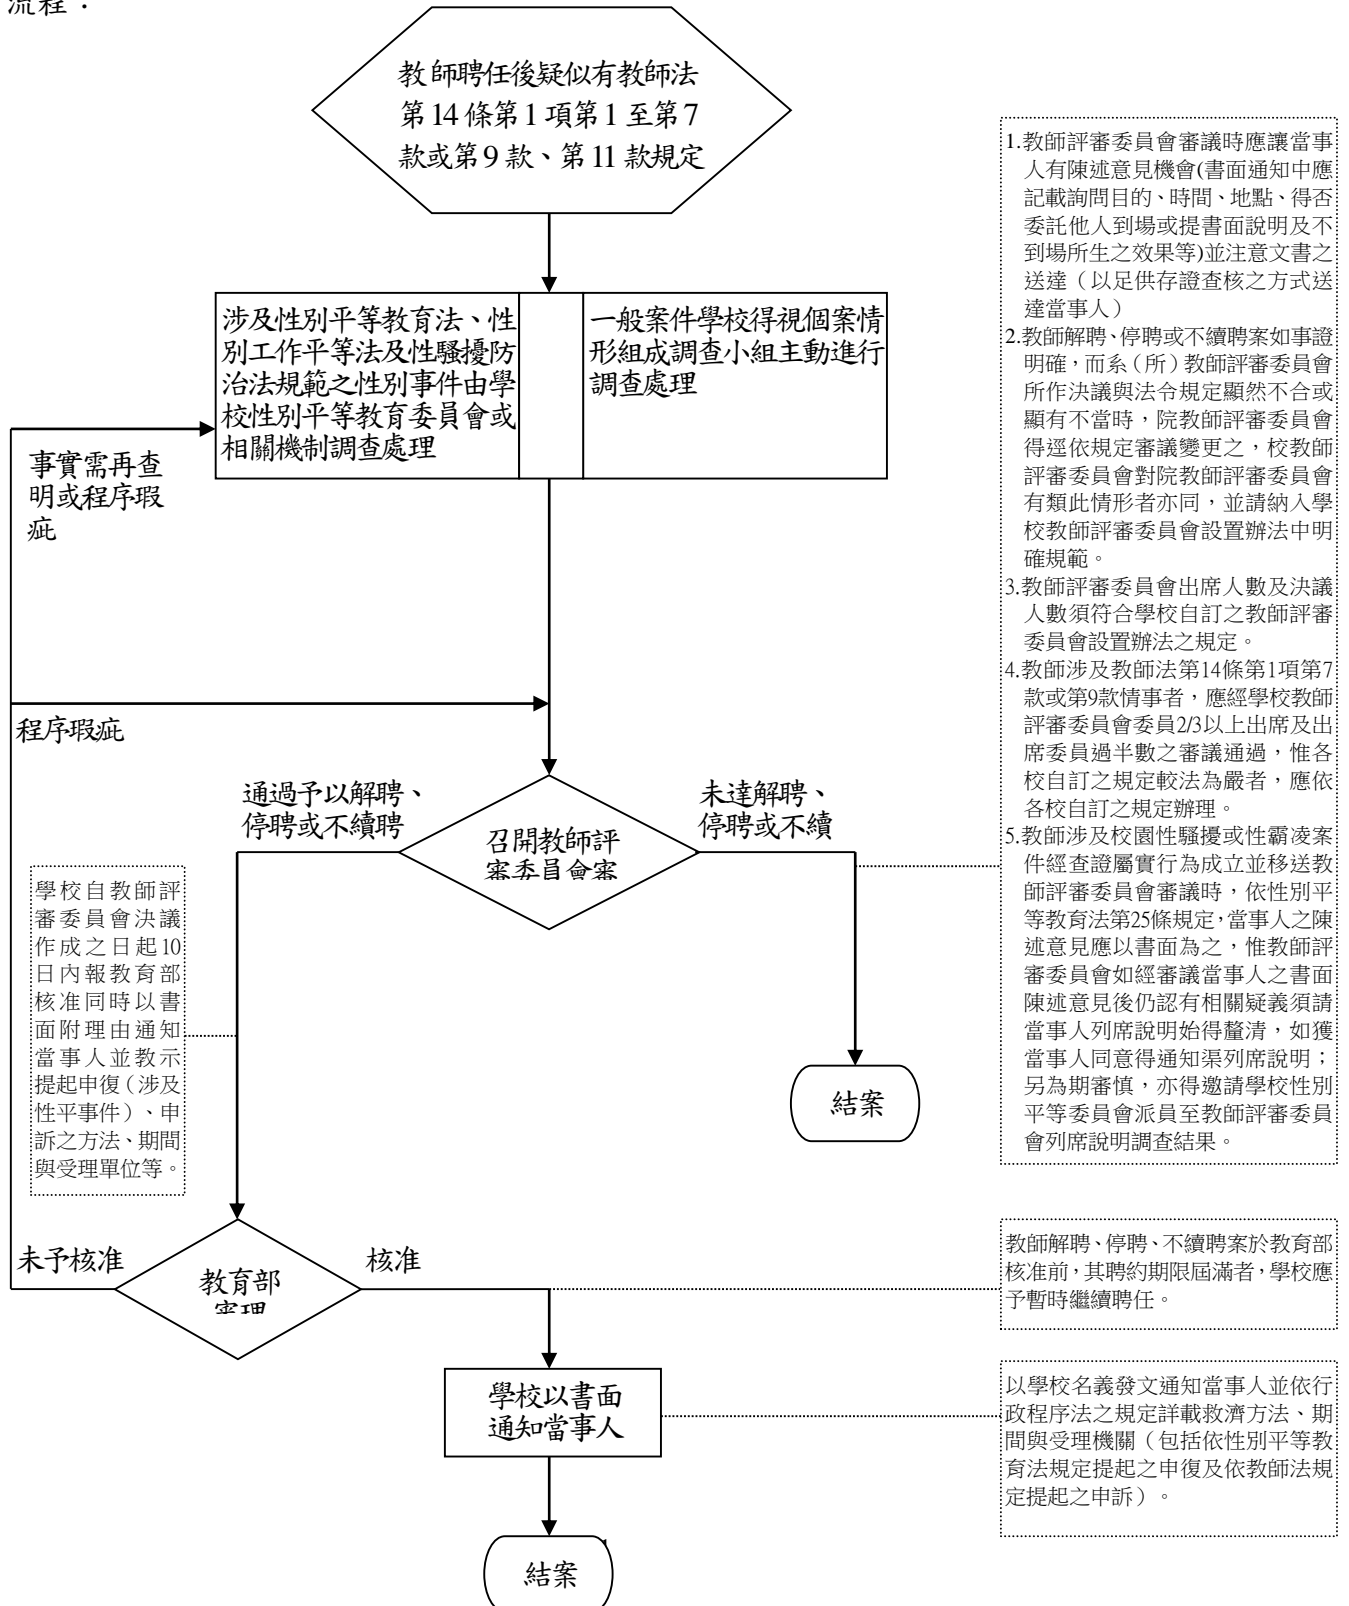 流程：
教師聘任後疑似有教師法
第14條第1項第1至第7
款或第9款、第11款規定
涉及性別平等教育法、性
別工作平等法及性騷擾防
治法規範之性別事件由學
校性別平等教育委員會或
相關機制調查處理
一般案件學校得視個案情
形組成調查小組主動進行
調查處理
事實需再查
明或程序瑕
疵
程序瑕疵
通過予以解聘、
停聘或不續聘
召開教師評
審委員會審
未達解聘、
停聘或不續
學校自教師評
審委員會決議
作成之日起10
日內報教育部
核准同時以書
面附理由通知
當事人並教示
提起申復（涉及
性平事件）、申
訴之方法、期間
與受理單位等。
結案
未予核准
教育部
審理
核准
學校以書面
通知當事人
結案
1.教師評審委員會審議時應讓當事
人有陳述意見機會(書面通知中應
記載詢問目的、時間、地點、得否
委託他人到場或提書面說明及不
到場所生之效果等)並注意文書之
送達（以足供存證查核之方式送
達當事人）
2.教師解聘、停聘或不續聘案如事證
明確，而系（所）教師評審委員會
所作決議與法令規定顯然不合或
顯有不當時，院教師評審委員會
得逕依規定審議變更之，校教師
評審委員會對院教師評審委員會
有類此情形者亦同，並請納入學
校教師評審委員會設置辦法中明
確規範。
3.教師評審委員會出席人數及決議
人數須符合學校自訂之教師評審
委員會設置辦法之規定。
4.教師涉及教師法第14條第1項第7
款或第9款情事者，應經學校教師
評審委員會委員2/3以上出席及出
席委員過半數之審議通過，惟各
校自訂之規定較法為嚴者，應依
各校自訂之規定辦理。
5.教師涉及校園性騷擾或性霸凌案
件經查證屬實行為成立並移送教
師評審委員會審議時，依性別平
等教育法第25條規定，當事人之陳
述意見應以書面為之，惟教師評
審委員會如經審議當事人之書面
陳述意見後仍認有相關疑義須請
當事人列席說明始得釐清，如獲
當事人同意得通知渠列席說明；
另為期審慎，亦得邀請學校性別
平等委員會派員至教師評審委員
會列席說明調查結果。
教師解聘、停聘、不續聘案於教育部
核准前，其聘約期限屆滿者，學校應
予暫時繼續聘任。
以學校名義發文通知當事人並依行
政程序法之規定詳載救濟方法、期
間與受理機關（包括依性別平等教
育法規定提起之申復及依教師法規
定提起之申訴）。